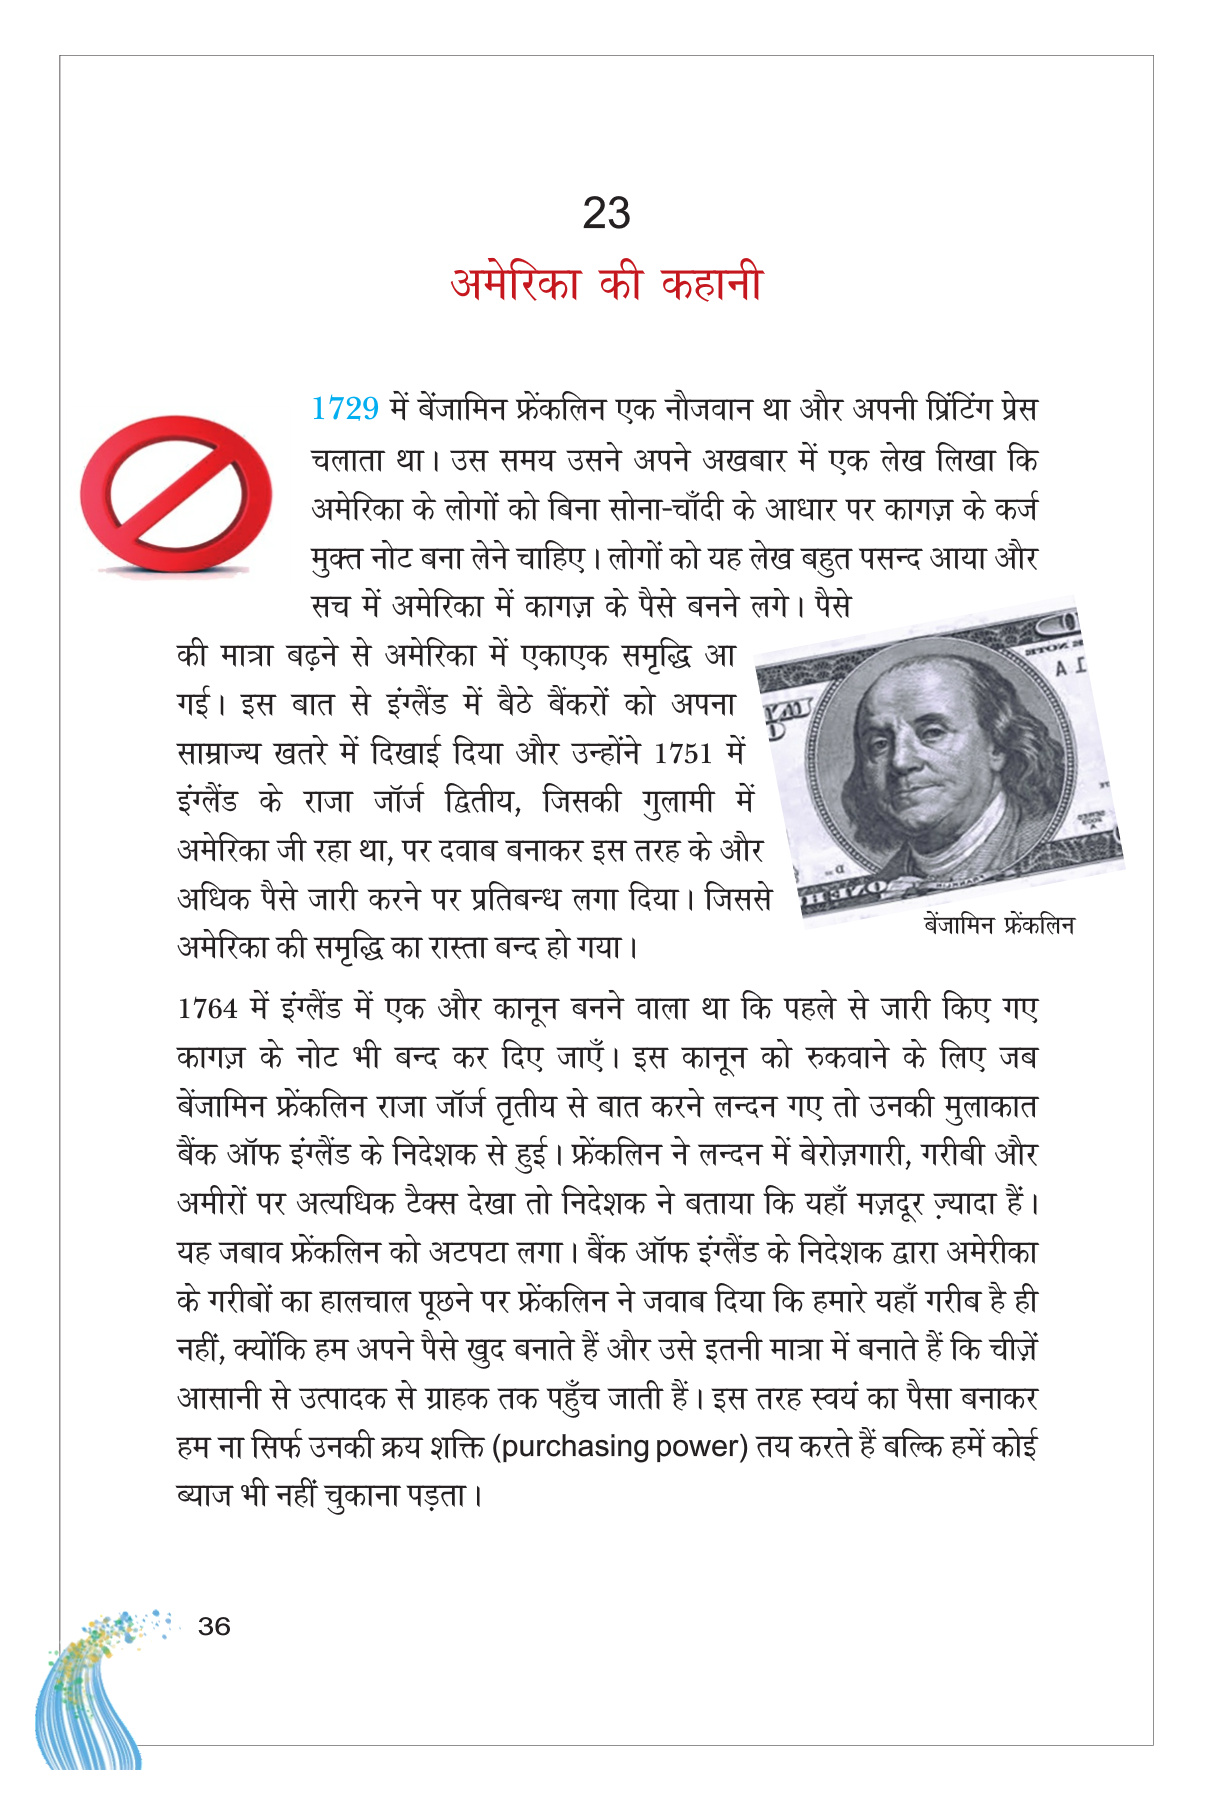 23
अमेरिका की कहानी
1729 में बेंजामिन फ्रेंकलिन एक नौजवान था और अपनी प्रिंटिंग प्रेस
चलाता था। उस समय उसने अपने अखबार में एक लेख लिखा कि
अमेरिका के लोगों को बिना सोना-चाँदी के आधार पर कागज़ के कर्ज
मुक्त नोट बना लेने चाहिए। लोगों को यह लेख बहुत पसन्द आया और
सच में अमेरिका में कागज़ के पैसे बनने लगे। पैसे
की मात्रा बढ़ने से अमेरिका में एकाएक समृद्धि आ
गई। इस बात से इंग्लैंड में बैठे बैंकरों को अपना
साम्राज्य खतरे में दिखाई दिया और उन्होंने 1751 में
इंग्लैंड के राजा जॉर्ज द्वितीय, जिसकी गुलामी में
अमेरिका जी रहा था, पर दवाब बनाकर इस तरह के और
अधिक पैसे जारी करने पर प्रतिबन्ध लगा दिया। जिससे
अमेरिका की समृद्धि का रास्ता बन्द हो गया।
बेंजामिन फ्रेंकलिन
1764 में इंग्लैंड में एक और कानून बनने वाला था कि पहले से जारी किए गए
कागज़ के नोट भी बन्द कर दिए जाएँ। इस कानून को रुकवाने के लिए जब
बेंजामिन फ्रेंकलिन राजा जॉर्ज तृतीय से बात करने लन्दन गए तो उनकी मुलाकात
बैंक ऑफ इंग्लैंड के निदेशक से हुई। फ्रेंकलिन ने लन्दन में बेरोज़गारी, गरीबी और
अमीरों पर अत्यधिक टैक्स देखा तो निदेशक ने बताया कि यहाँ मज़दूर ज़्यादा हैं।
यह जबाव फ्रेंकलिन को अटपटा लगा। बैंक ऑफ इंग्लैंड के निदेशक द्वारा अमेरीका
के गरीबों का हालचाल पूछने पर फ्रेंकलिन ने जवाब दिया कि हमारे यहाँ गरीब है ही
नहीं, क्योंकि हम अपने पैसे खुद बनाते हैं और उसे इतनी मात्रा में बनाते हैं कि चीज़ें
आसानी से उत्पादक से ग्राहक तक पहुँच जाती हैं। इस तरह स्वयं का पैसा बनाकर
हम ना सिर्फ उनकी क्रय शक्ति (purchasing power) तय करते हैं बल्कि हमें कोई
ब्याज भी नहीं चुकाना पड़ता।
36